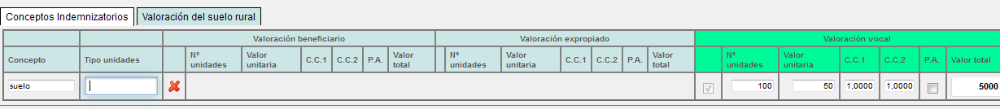 Conceptos Indemnizatorios Valoración del suelo rural
Valoración beneficiario Valoración expropiado Valoración vocal
Concepto Tipo unidades Nº unidades Valor unitaria C.C.1 C.C.2 P.A. Valor total Nº unidades Valor unitaria C.C.1 C.C.2 P.A. Valor total Nº unidades Valor unitaria C.C.1 C.C.2 P.A. Valor total
suelo 100 50 1,0000 1,0000 5000